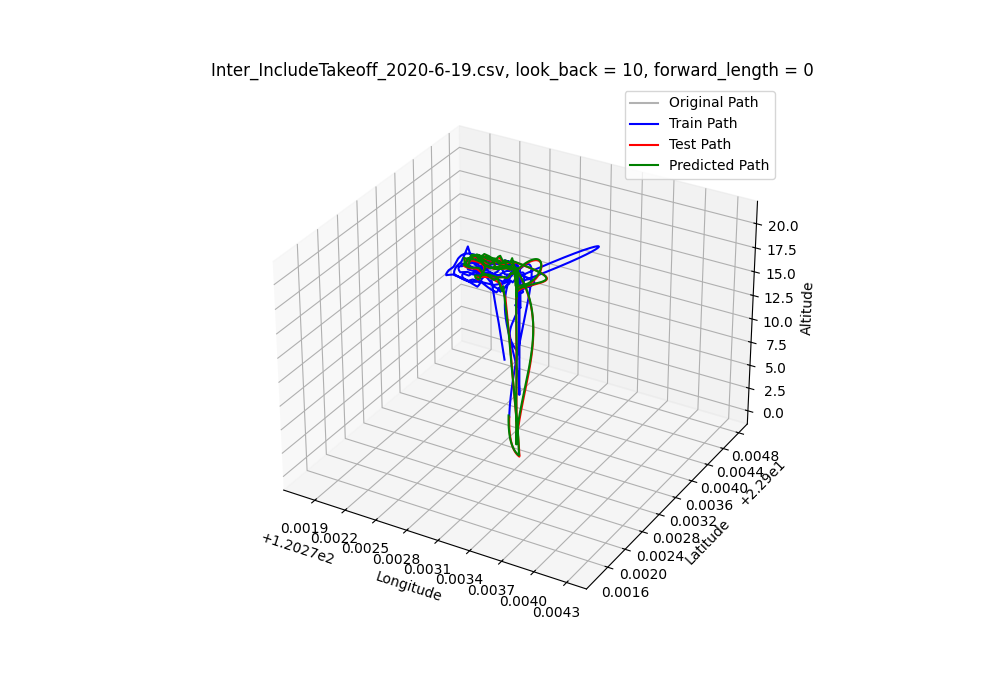 Inter_IncludeTakeoff_2020-6-19.csv, look_back = 10, forward_length = 0
Original Path
Train Path
Test Path
Predicted Path
20.0
17.5
15.0
12.5
10.0
7.5
5.0
2.5
0.0
Altitude
0.0048
0.0044
0.0040
0.0036
0.0032
0.0028
0.0024
0.0020
0.0016
+2.29e1
Latitude
0.0019
0.0022
0.0025
0.0028
0.0031
0.0034
0.0037
0.0040
0.0043
+1.2027e2
Longitude